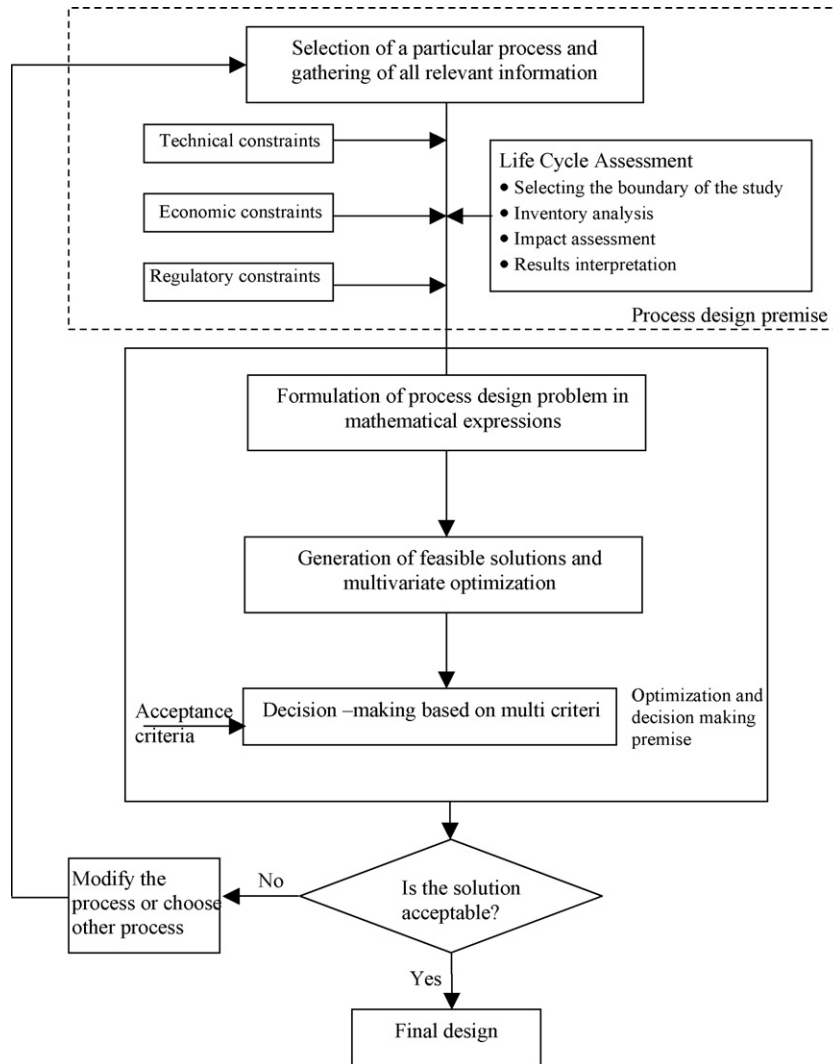 Selection of a particular process and
gathering of all relevant information
Technical constraints
Economic constraints
Regulatory constraints
Life Cycle Assessment
• Selecting the boundary of the study
• Inventory analysis
• Impact assessment
• Results interpretation
Process design premise
Formulation of process design problem in
mathematical expressions
Generation of feasible solutions and
multivariate optimization
Acceptance
criteria
Decision –making based on multi criteri
Optimization and
decision making
premise
Is the solution
acceptable?
No
Modify the
process or choose
other process
Yes
Final design